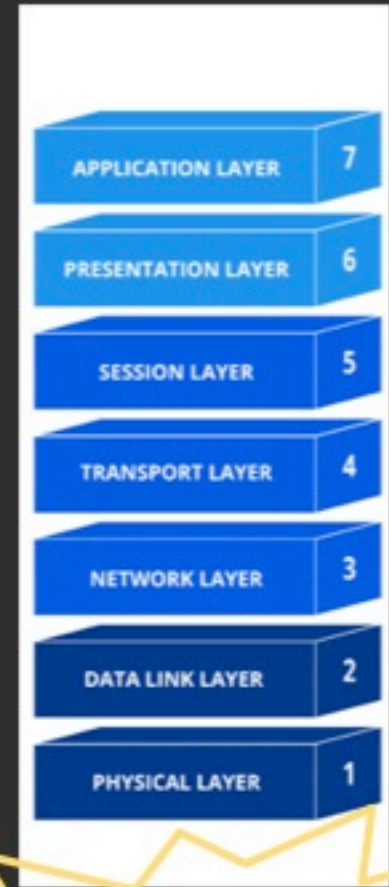 APPLICATION LAYER 7
PRESENTATION LAYER 6
SESSION LAYER 5
TRANSPORT LAYER 4
NETWORK LAYER 3
DATA LINK LAYER 2
PHYSICAL LAYER 1